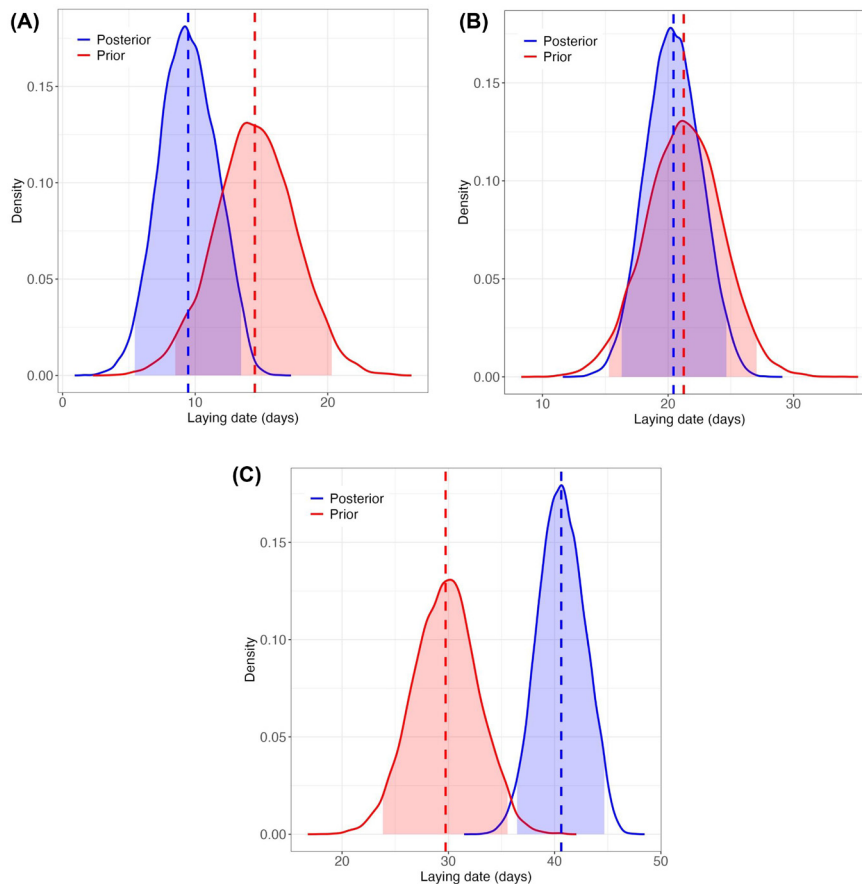 (A)
Posterior
Prior
0.15
0.10
0.05
0.00
Density
0 10 20
Laying date (days)
(B)
Posterior
Prior
0.15
0.10
0.05
0.00
Density
10 20 30
Laying date (days)
(C)
Posterior
Prior
0.15
0.10
0.05
0.00
Density
20 30 40 50
Laying date (days)